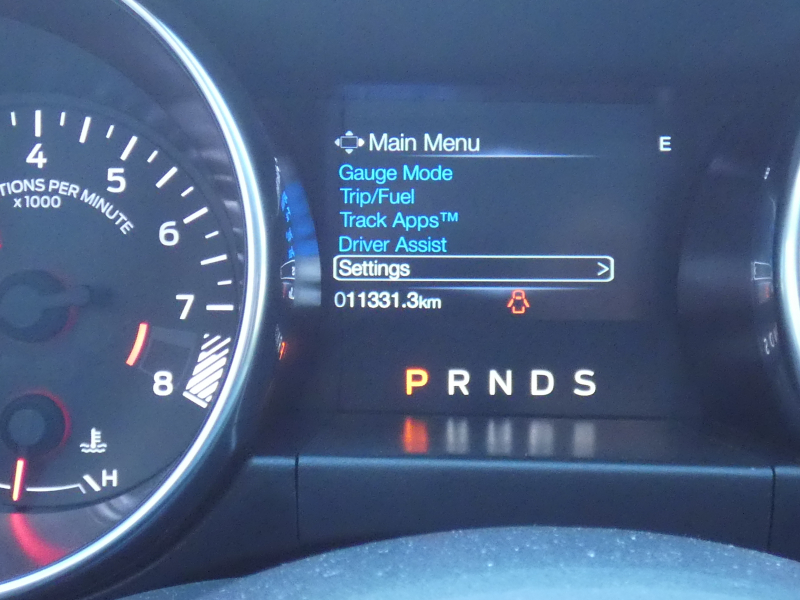 4
5
6
7
8
TIONS PER MINUTE
x1000
H
Main Menu
E
Gauge Mode
Trip/Fuel
Track Apps™
Driver Assist
Settings >
011331.3km
P R N D S